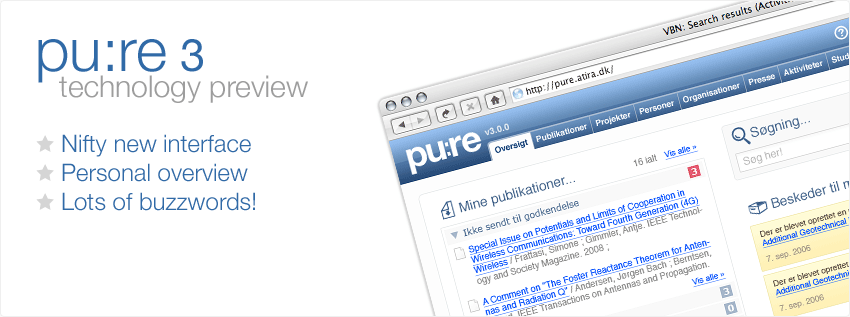 pu:re 3
technology preview
Nifty new interface
Personal overview
Lots of buzzwords!
VBN: Search results (Activi
http://pure.atira.dk/
pu:re v3.0.0
Oversigt Publikationer Projekter Personer Organisationer Presse Aktiviteter Stud
Mine publikationer... 16 ialt Vis alle »
Ikke sendt til godkendelse 3
Special Issue on Potentials and Limits of Cooperation in
Wireless Communications: Toward Fourth Generation (4G)
Wireless / Frattasi, Simone ; Gimmler, Antje. IEEE Technol-
ogy and Society Magazine. 2008 ;
A Comment on "The Foster Reactance Theorem for Anten-
nas and Radiation Q" / Andersen, Jørgen Bach ; Berntsen,
IEEE Transactions on Antennas and Propagation.
Vis alle »
3
0
Søgning...
Søg her!
Beskeder til m
Der er blevet oprettet en
Additional Geotechnical
7. sep. 2006
Der er blevet oprettet
Additional Geotechnical
7. sep. 2006